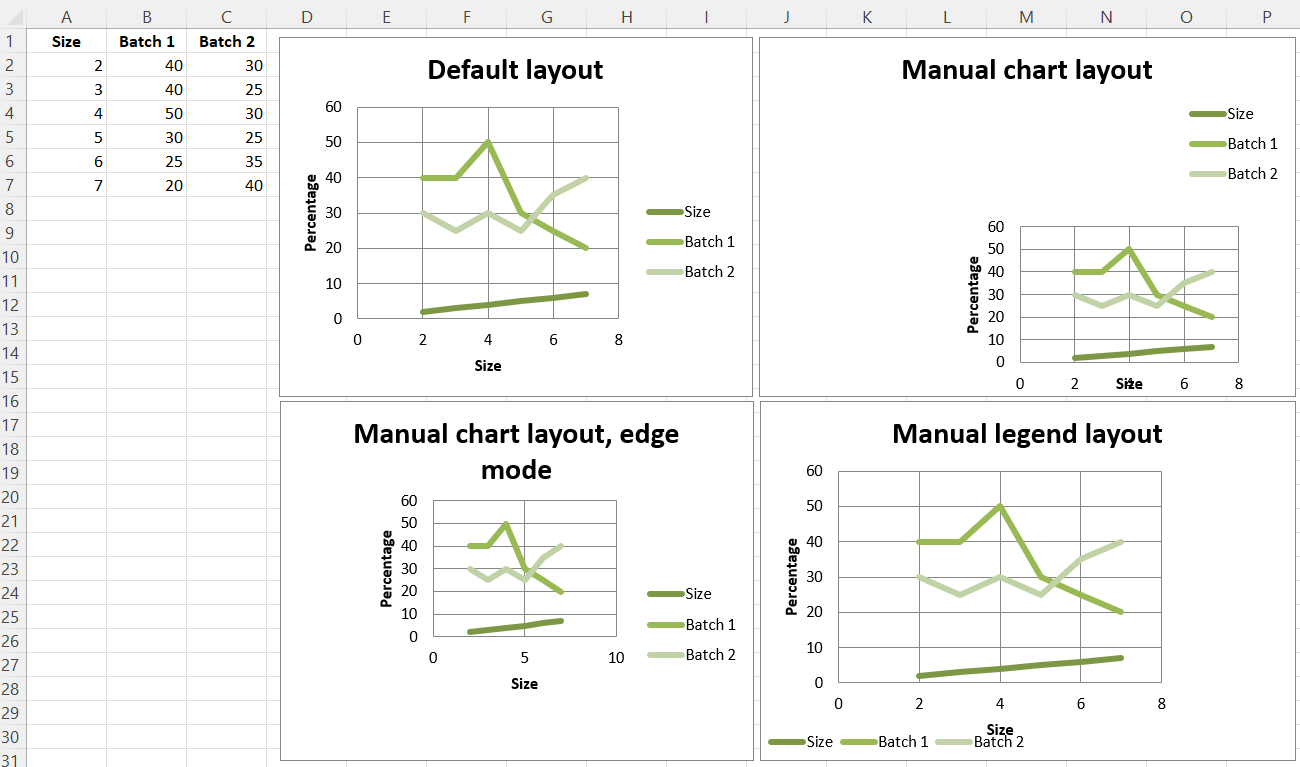 A B C D E F G H I J K L M N O P
1 Size Batch 1 Batch 2
2 2 40 30
3 3 40 25
4 4 50 30
5 5 30 25
6 6 25 35
7 7 20 40
8
9
10
11
12
13
14
15
16
17
18
19
20
21
22
23
24
25
26
27
28
29
30
31
Default layout
60
50
40
30
20
10
0
Percentage
0 2 4 6 8
Size
Size
Batch 1
Batch 2
Manual chart layout
Size
Batch 1
Batch 2
60
50
40
30
20
10
0
Percentage
0 2 4 6 8
Size
Manual chart layout, edge
mode
60
50
40
30
20
10
0
Percentage
0 5 10
Size
Size
Batch 1
Batch 2
Manual legend layout
60
50
40
30
20
10
0
Percentage
0 2 4 6 8
Size
Size Batch 1 Batch 2